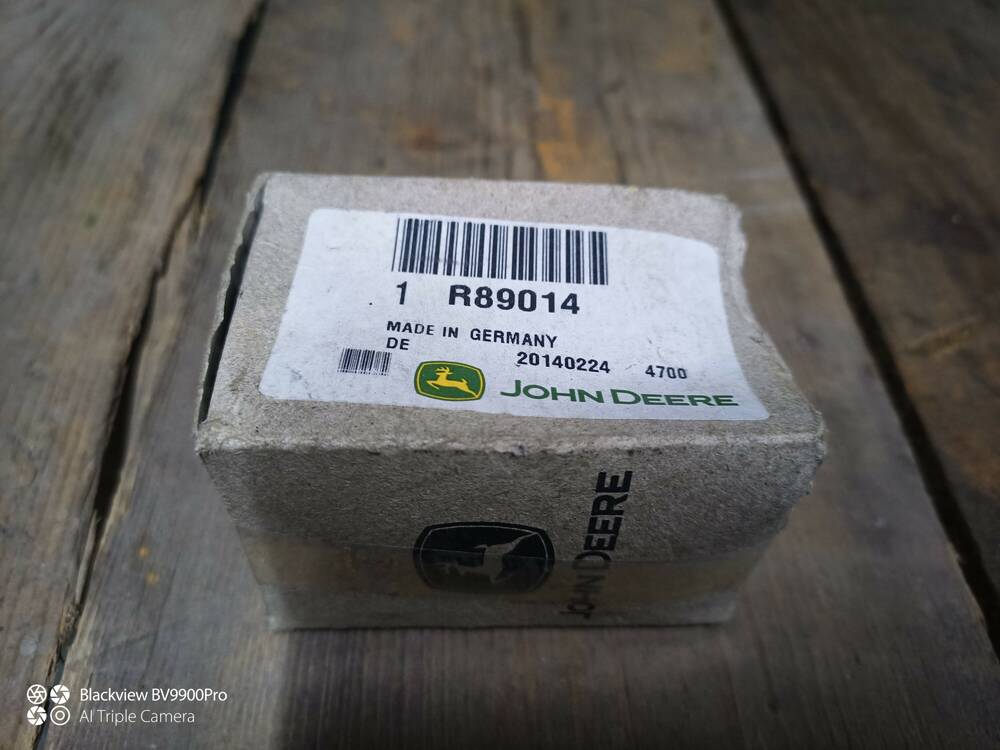 1 R89014
MADE IN GERMANY
DE
20140224 4700
JOHN DEERE
JOHN DEERE
Blackview BV9900Pro
AI Triple Camera